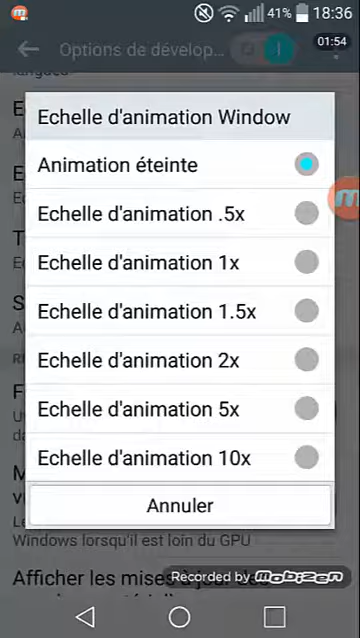 41% 18:36
Options de dévelop...
01:54
Echelle d'animation Window
Animation éteinte
Echelle d'animation .5x
Echelle d'animation 1x
Echelle d'animation 1.5x
Echelle d'animation 2x
Echelle d'animation 5x
Echelle d'animation 10x
Annuler
Windows lorsqu'il est loin du GPU
Afficher les mises à jour des
Recorded by Mobizen